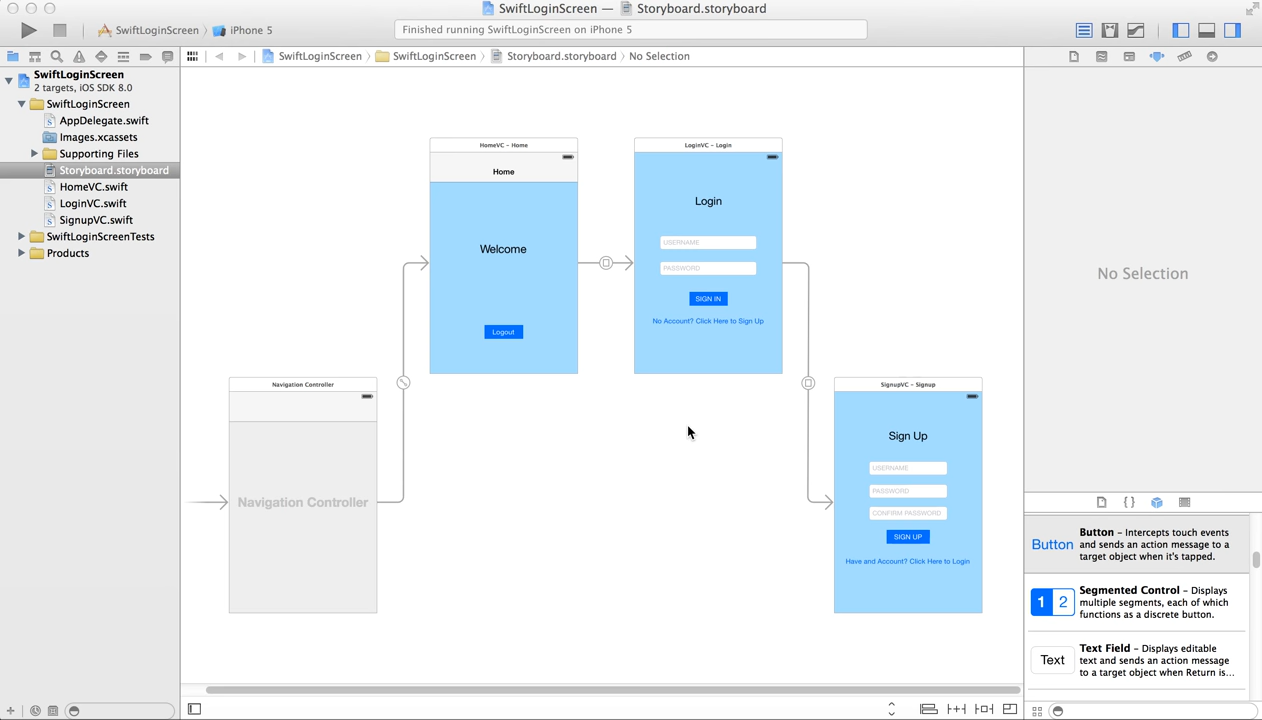 SwiftLoginScreen — Storyboard.storyboard
SwiftLoginScreen › iPhone 5
Finished running SwiftLoginScreen on iPhone 5
SwiftLoginScreen › SwiftLoginScreen › Storyboard.storyboard › No Selection
SwiftLoginScreen
2 targets, iOS SDK 8.0
SwiftLoginScreen
AppDelegate.swift
Images.xcassets
Supporting Files
Storyboard.storyboard
HomeVC.swift
LoginVC.swift
SignupVC.swift
SwiftLoginScreenTests
Products
HomeVC – Home
Home
Welcome
Logout
LoginVC – Login
Login
USERNAME
PASSWORD
SIGN IN
No Account? Click Here to Sign Up
Navigation Controller
Navigation Controller
SignupVC – Signup
Sign Up
USERNAME
PASSWORD
CONFIRM PASSWORD
SIGN UP
Have and Account? Click Here to Login
No Selection
{ }
Button
Button – Intercepts touch events
and sends an action message to a
target object when it's tapped.
1 2
Segmented Control – Displays
multiple segments, each of which
functions as a discrete button.
Text
Text Field – Displays editable
text and sends an action message
to a target object when Return is...